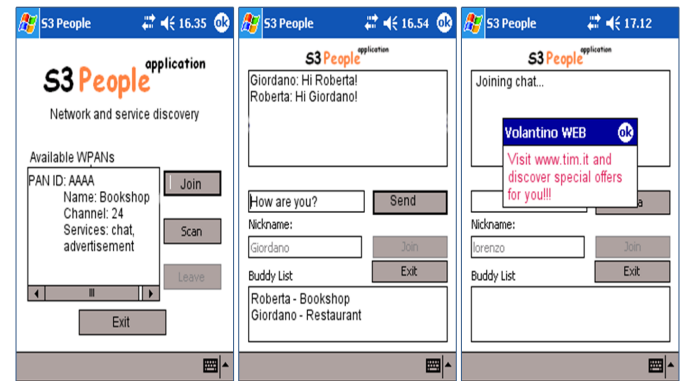 S3 People 16.35 ok
S3 People application
Network and service discovery
Available WPANs
PAN ID: AAAA
Name: Bookshop
Channel: 24
Services: chat,
advertisement
Join
Scan
Leave
Exit
S3 People 16.54 ok
S3 People application
Giordano: Hi Roberta!
Roberta: Hi Giordano!
How are you?
Send
Nickname:
Giordano
Join
Buddy List
Exit
Roberta - Bookshop
Giordano - Restaurant
S3 People 17.12
S3 People application
Joining chat...
Volantino WEB ok
Visit www.tim.it and
discover special offers
for you!!!
a
Nickname:
lorenzo
Join
Buddy List
Exit